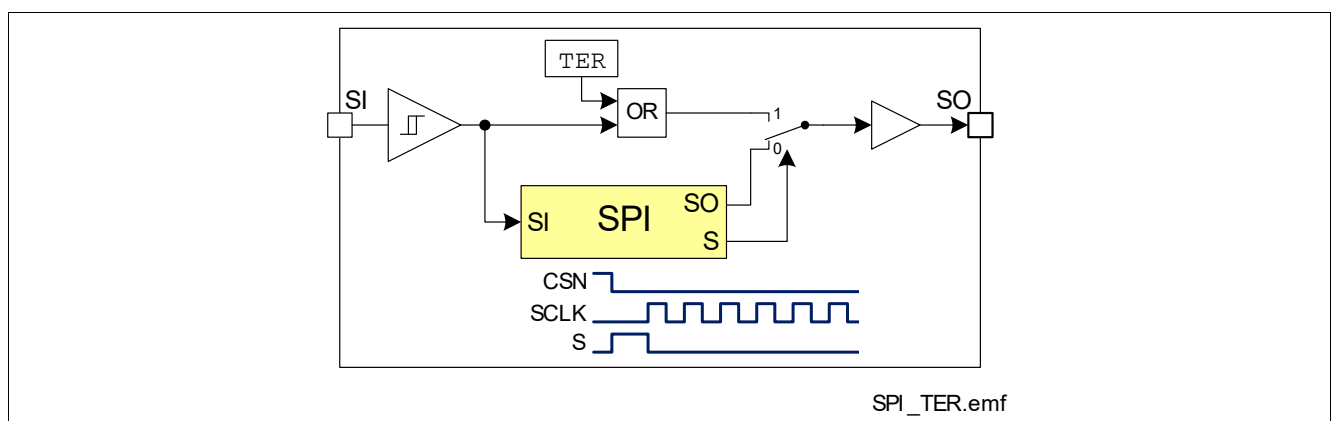 TER
SI
SO
OR
1
0
SO
SI
SPI
S
CSN
SCLK
S
SPI_TER.emf